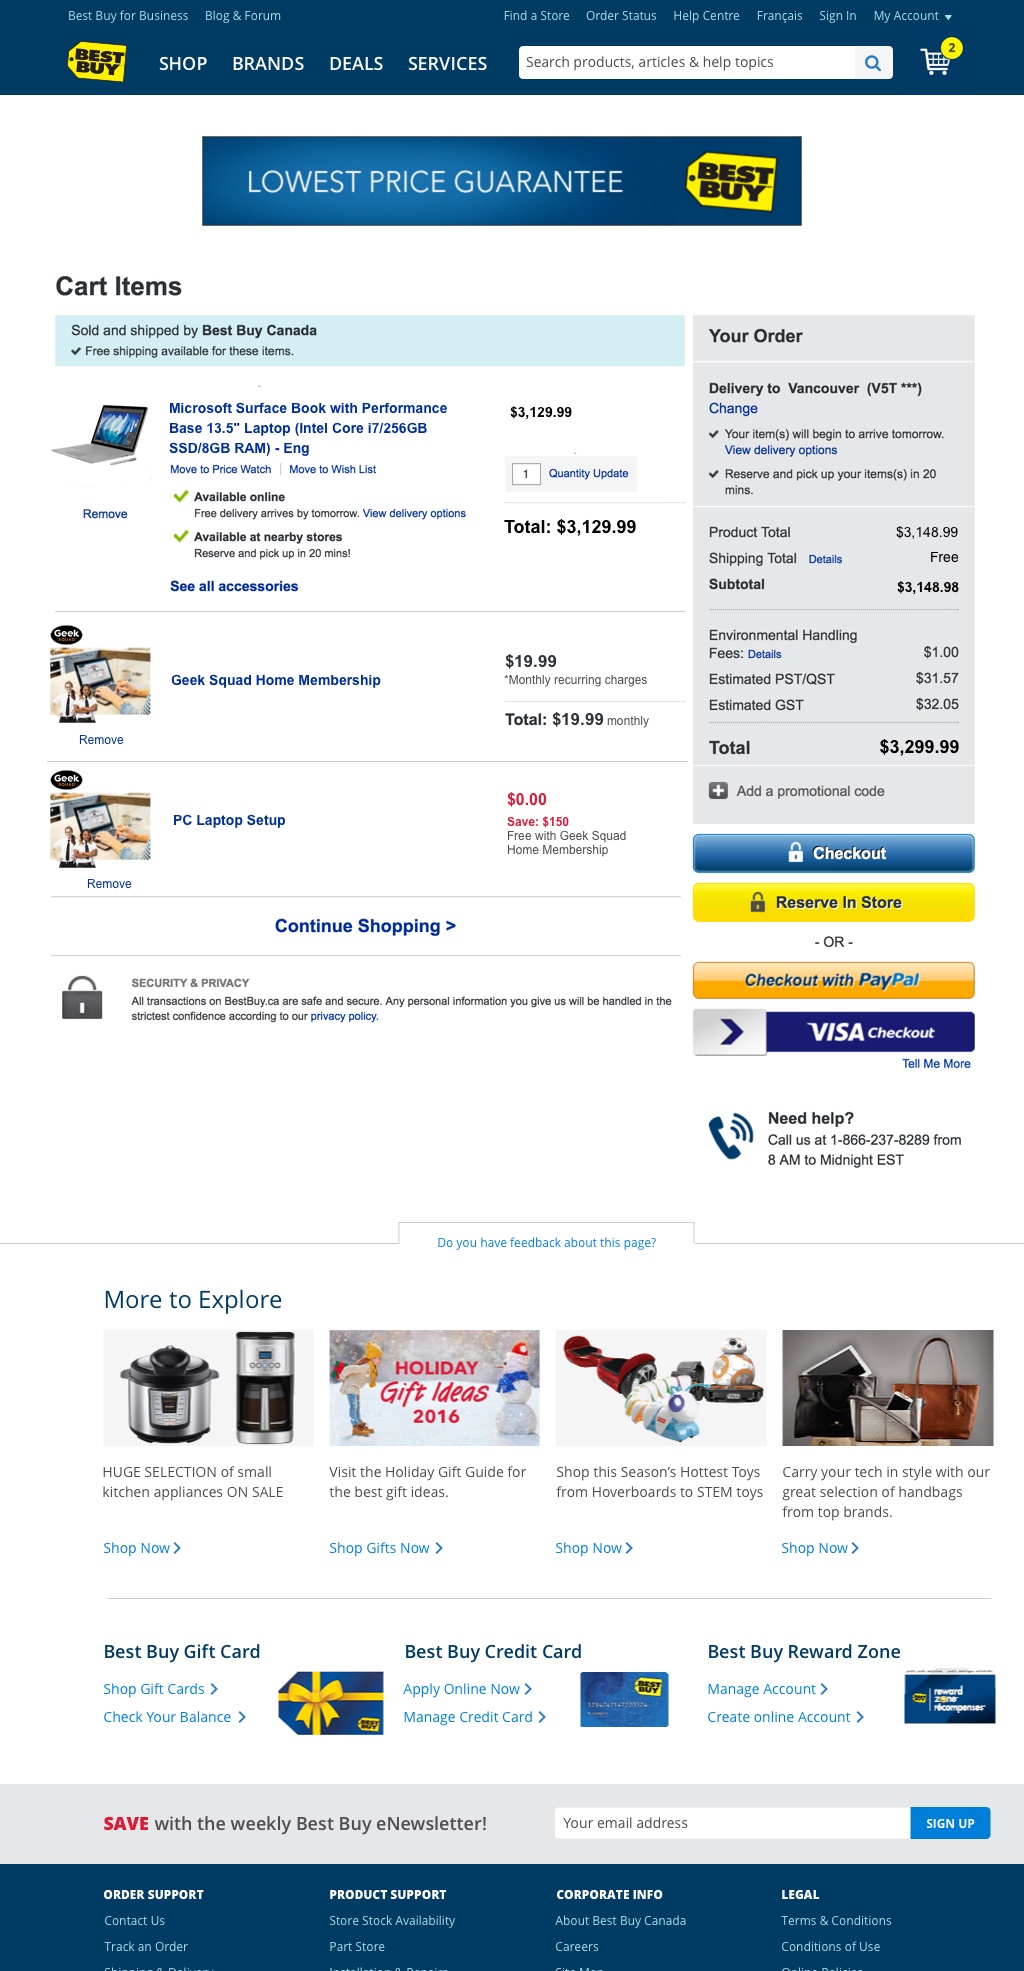 Best Buy for Business Blog & Forum Find a Store Order Status Help Centre Français Sign In My Account
BEST BUY SHOP BRANDS DEALS SERVICES Search products, articles & help topics 2
LOWEST PRICE GUARANTEE BEST BUY
Cart Items
Sold and shipped by Best Buy Canada
Free shipping available for these items.
Microsoft Surface Book with Performance
Base 13.5" Laptop (Intel Core i7/256GB
SSD/8GB RAM) - Eng
Move to Price Watch Move to Wish List
Remove
Available online
Free delivery arrives by tomorrow. View delivery options
Available at nearby stores
Reserve and pick up in 20 mins!
See all accessories
$3,129.99
1 Quantity Update
Total: $3,129.99
Geek
Remove
Geek Squad Home Membership
$19.99
*Monthly recurring charges
Total: $19.99 monthly
Geek
Remove
PC Laptop Setup
$0.00
Save: $150
Free with Geek Squad
Home Membership
Continue Shopping >
SECURITY & PRIVACY
All transactions on BestBuy.ca are safe and secure. Any personal information you give us will be handled in the
strictest confidence according to our privacy policy.
Your Order
Delivery to Vancouver (V5T ***)
Change
Your item(s) will begin to arrive tomorrow.
View delivery options
Reserve and pick up your items(s) in 20
mins.
Product Total $3,148.99
Shipping Total Details Free
Subtotal $3,148.98
Environmental Handling
Fees: Details $1.00
Estimated PST/QST $31.57
Estimated GST $32.05
Total $3,299.99
Add a promotional code
Checkout
Reserve In Store
- OR -
Checkout with PayPal
VISA Checkout
Tell Me More
Need help?
Call us at 1-866-237-8289 from
8 AM to Midnight EST
Do you have feedback about this page?
More to Explore
HOLIDAY
Gift Ideas
2016
HUGE SELECTION of small
kitchen appliances ON SALE
Shop Now
Visit the Holiday Gift Guide for
the best gift ideas.
Shop Gifts Now
Shop this Season's Hottest Toys
from Hoverboards to STEM toys
Shop Now
Carry your tech in style with our
great selection of handbags
from top brands.
Shop Now
Best Buy Gift Card
Shop Gift Cards
Check Your Balance
BEST BUY
Best Buy Credit Card
Apply Online Now
Manage Credit Card
BEST BUY
Best Buy Reward Zone
Manage Account
Create online Account
reward
zone
récompenses
SAVE with the weekly Best Buy eNewsletter! Your email address SIGN UP
ORDER SUPPORT PRODUCT SUPPORT CORPORATE INFO LEGAL
Contact Us Store Stock Availability About Best Buy Canada Terms & Conditions
Track an Order Part Store Careers Conditions of Use
Shipping & Delivery Installation & Repairs Site Map Online Policies